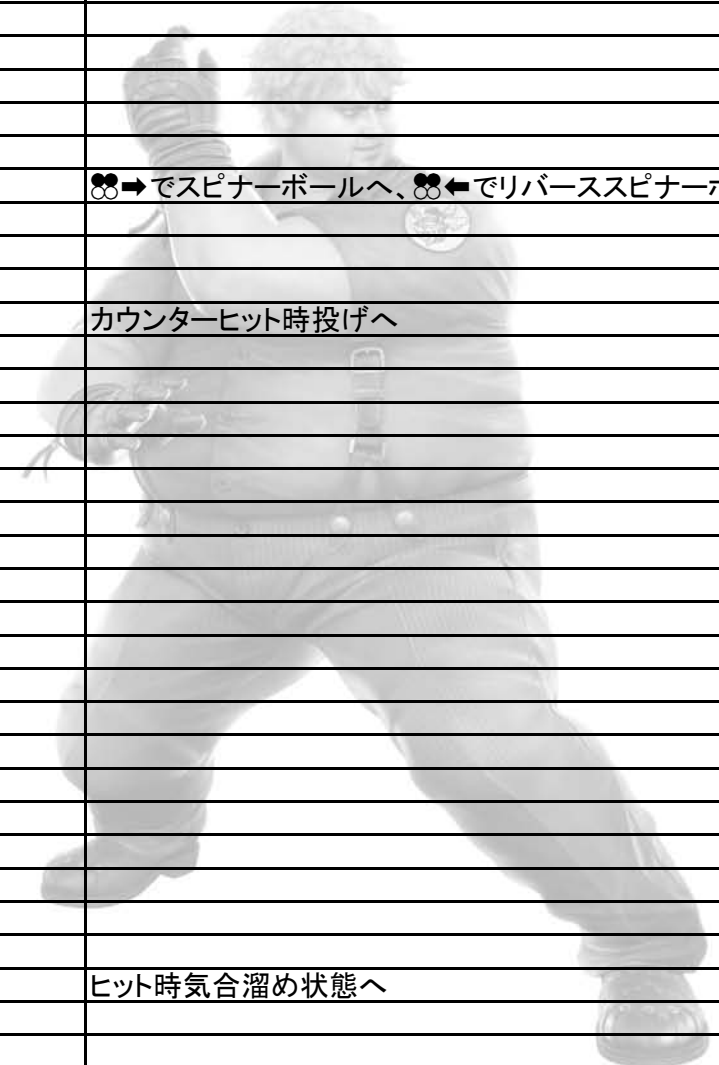 ➡でスピナーボールへ、⬅でリバーススピナー
カウンターヒット時投げへ
ヒット時気合溜め状態へ